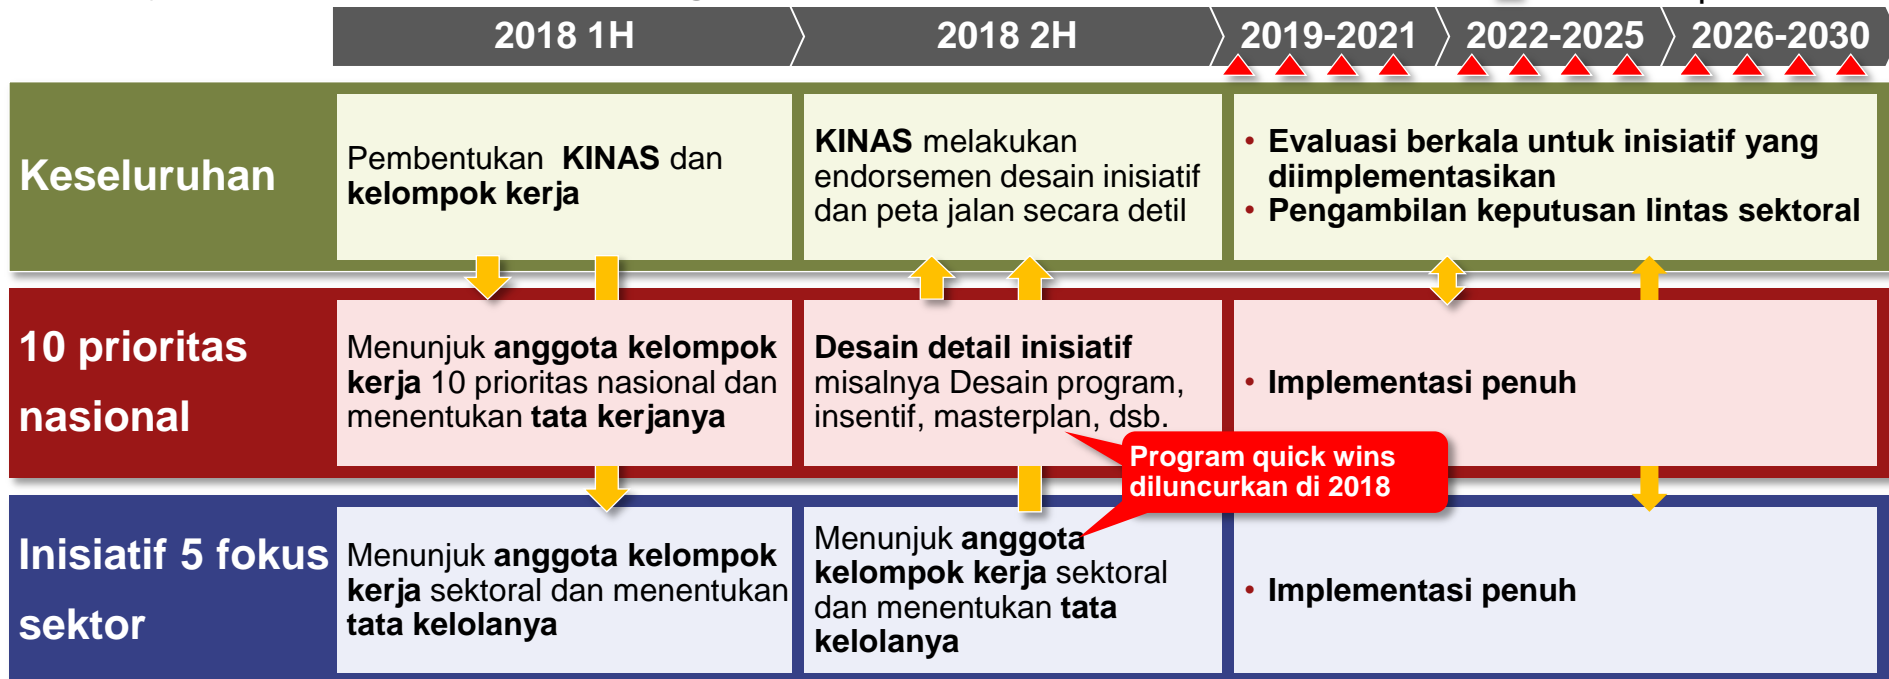 2018 1H
2018 2H
2019-2021
2022-2025
2026-2030
Keseluruhan
Pembentukan KINAS dan
kelompok kerja
KINAS melakukan
endorsemen desain inisiatif
dan peta jalan secara detil
• Evaluasi berkala untuk inisiatif yang
diimplementasikan
• Pengambilan keputusan lintas sektoral
10 prioritas
nasional
Menunjuk anggota kelompok
kerja 10 prioritas nasional dan
menentukan tata kerjanya
Desain detail inisiatif
misalnya Desain program,
insentif, masterplan, dsb.
• Implementasi penuh
Program quick wins
diluncurkan di 2018
Inisiatif 5 fokus
sektor
Menunjuk anggota kelompok
kerja sektoral dan menentukan
tata kelolanya
Menunjuk anggota
kelompok kerja sektoral
dan menentukan tata
kelolanya
• Implementasi penuh